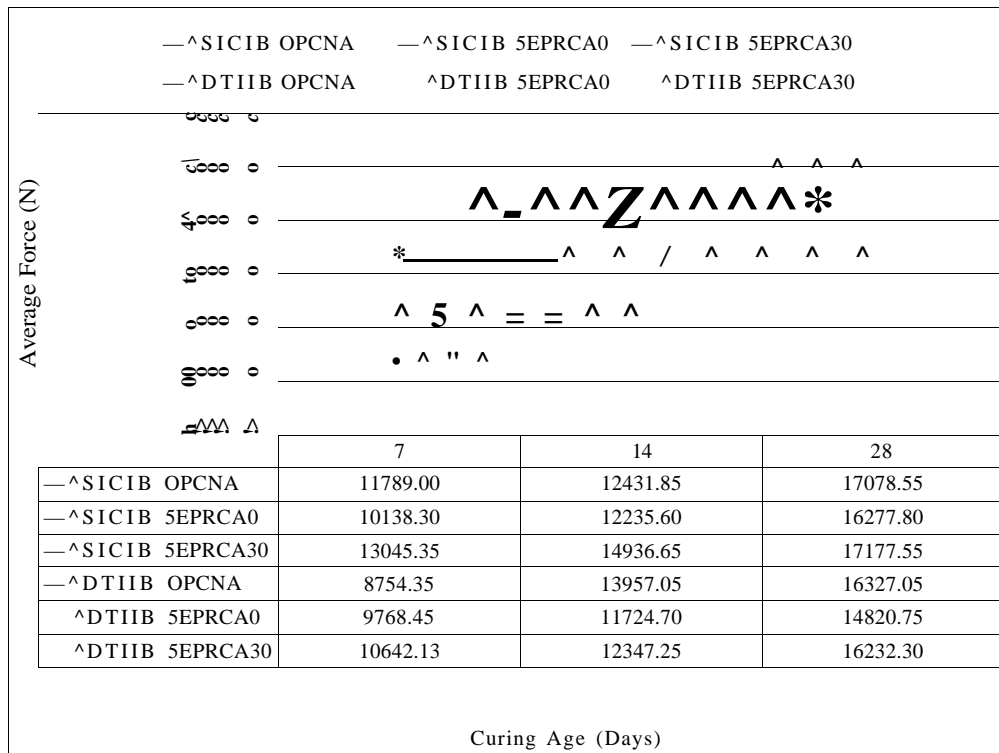 —^SICIB OPCNA —^SICIB 5EPRCA0 —^SICIB 5EPRCA30
—^DTIIB OPCNA ^DTIIB 5EPRCA0 ^DTIIB 5EPRCA30
Average Force (N)
^ ^ ^
^-^^Z^^^^*
* ^ ^ / ^ ^ ^ ^
^ 5 ^ = = ^ ^
• ^ " ^
7 14 28
—^SICIB OPCNA 11789.00 12431.85 17078.55
—^SICIB 5EPRCA0 10138.30 12235.60 16277.80
—^SICIB 5EPRCA30 13045.35 14936.65 17177.55
—^DTIIB OPCNA 8754.35 13957.05 16327.05
^DTIIB 5EPRCA0 9768.45 11724.70 14820.75
^DTIIB 5EPRCA30 10642.13 12347.25 16232.30
Curing Age (Days)